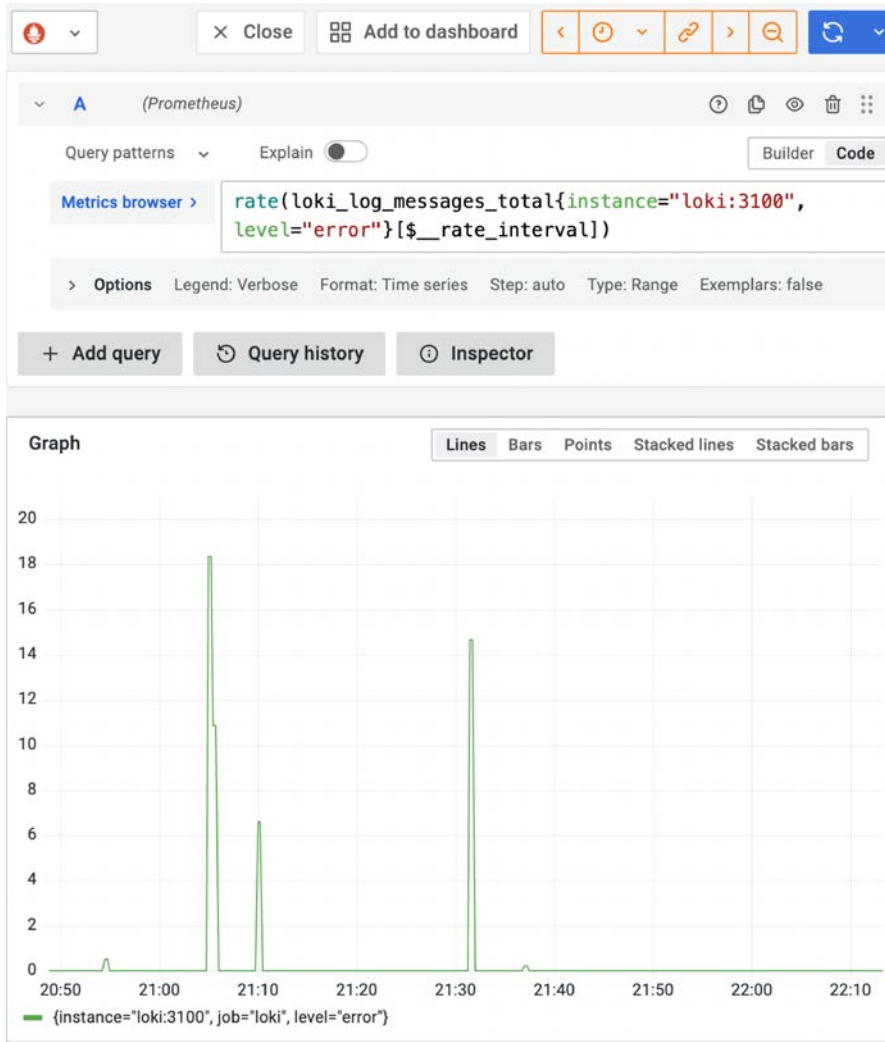 Close
Add to dashboard
A (Prometheus)
Query patterns Explain Builder Code
Metrics browser > rate(loki_log_messages_total{instance="loki:3100",
level="error"}[$__rate_interval])
> Options Legend: Verbose Format: Time series Step: auto Type: Range Exemplars: false
+ Add query Query history Inspector
Graph Lines Bars Points Stacked lines Stacked bars
20
18
16
14
12
10
8
6
4
2
0
20:50 21:00 21:10 21:20 21:30 21:40 21:50 22:00 22:10
{instance="loki:3100", job="loki", level="error"}